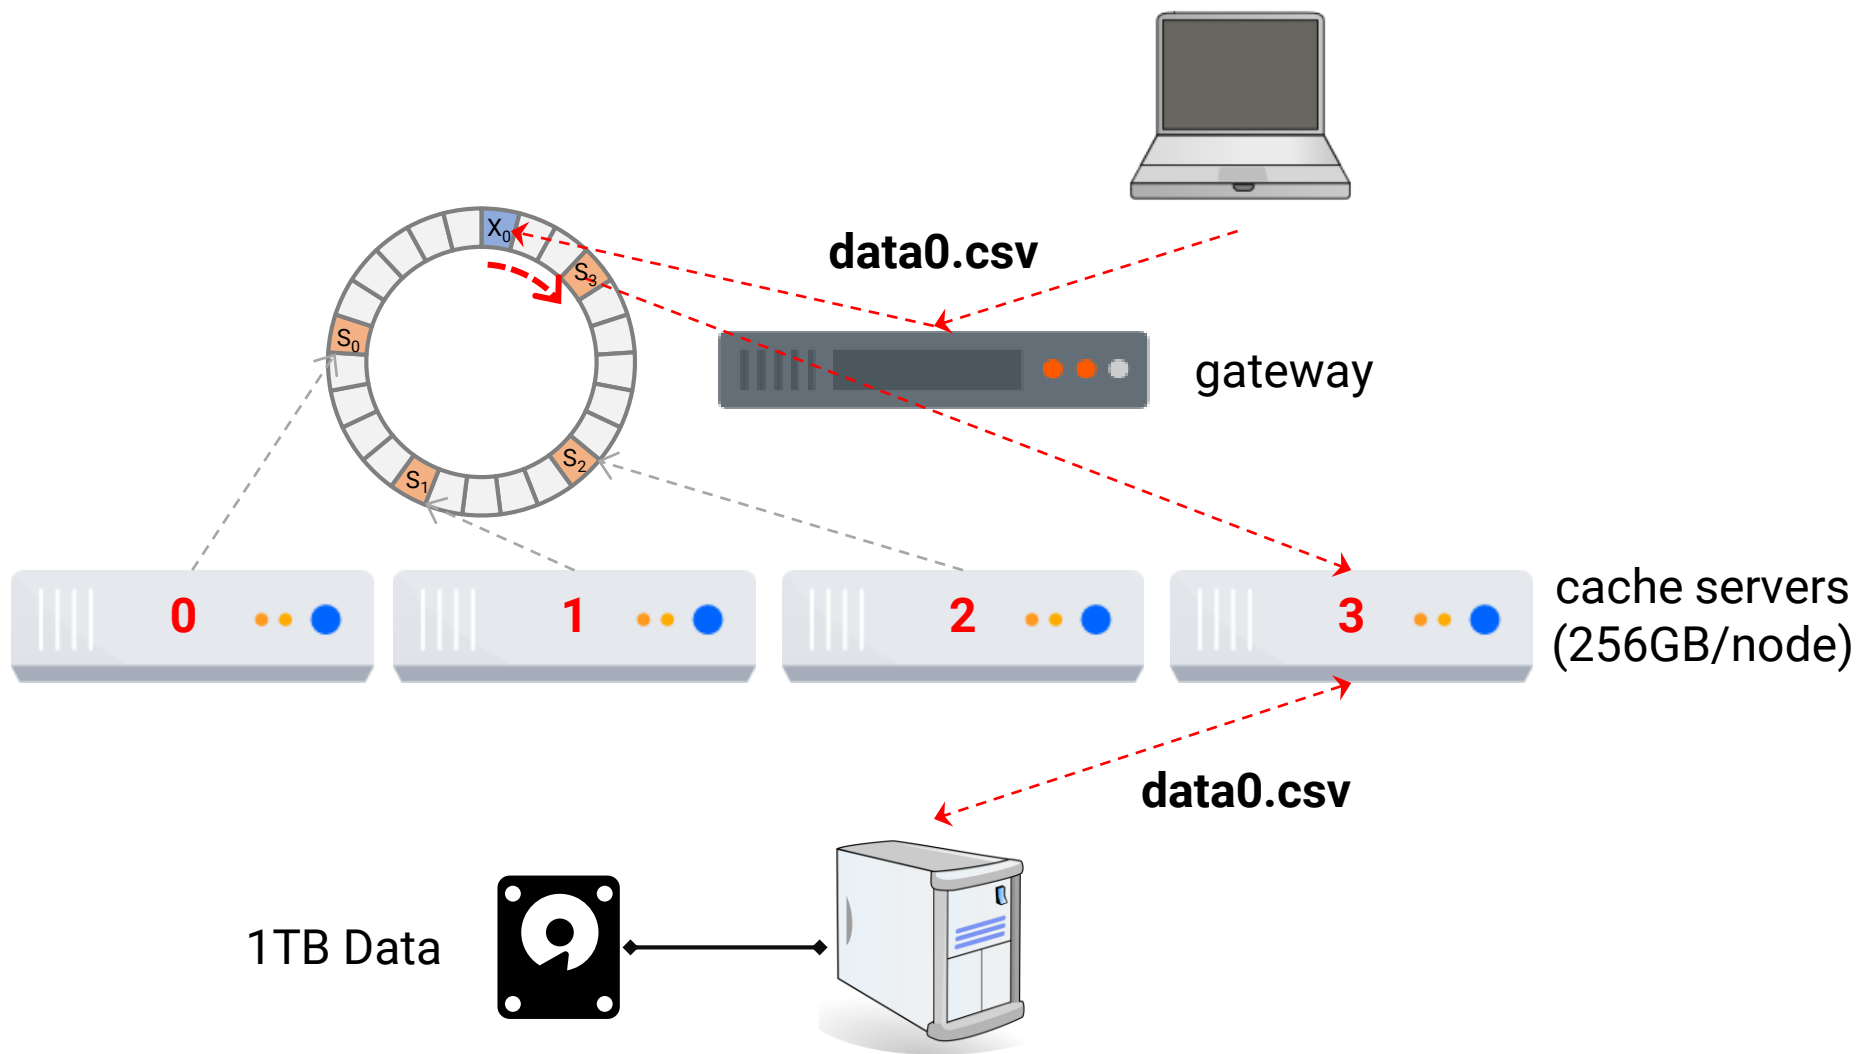 X0
data0.csv
S3
S0
gateway
S2
S1
cache servers
(256GB/node)
0
1
2
3
data0.csv
1TB Data